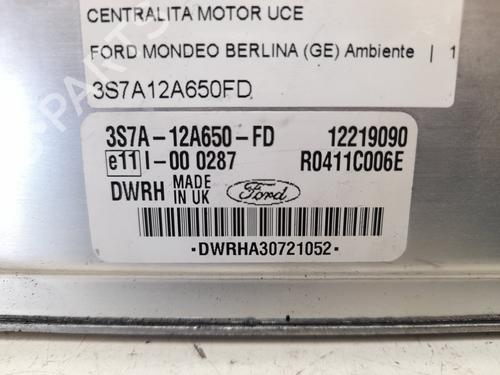 CENTRALITA MOTOR UCE
FORD MONDEO BERLINA (GE) Ambiente | 1
3S7A12A650FD
3S7A-12A650-FD 12219090
e11 I-00 0287 R0411C006E
DWRH MADE IN UK Ford
·DWRHA30721052·